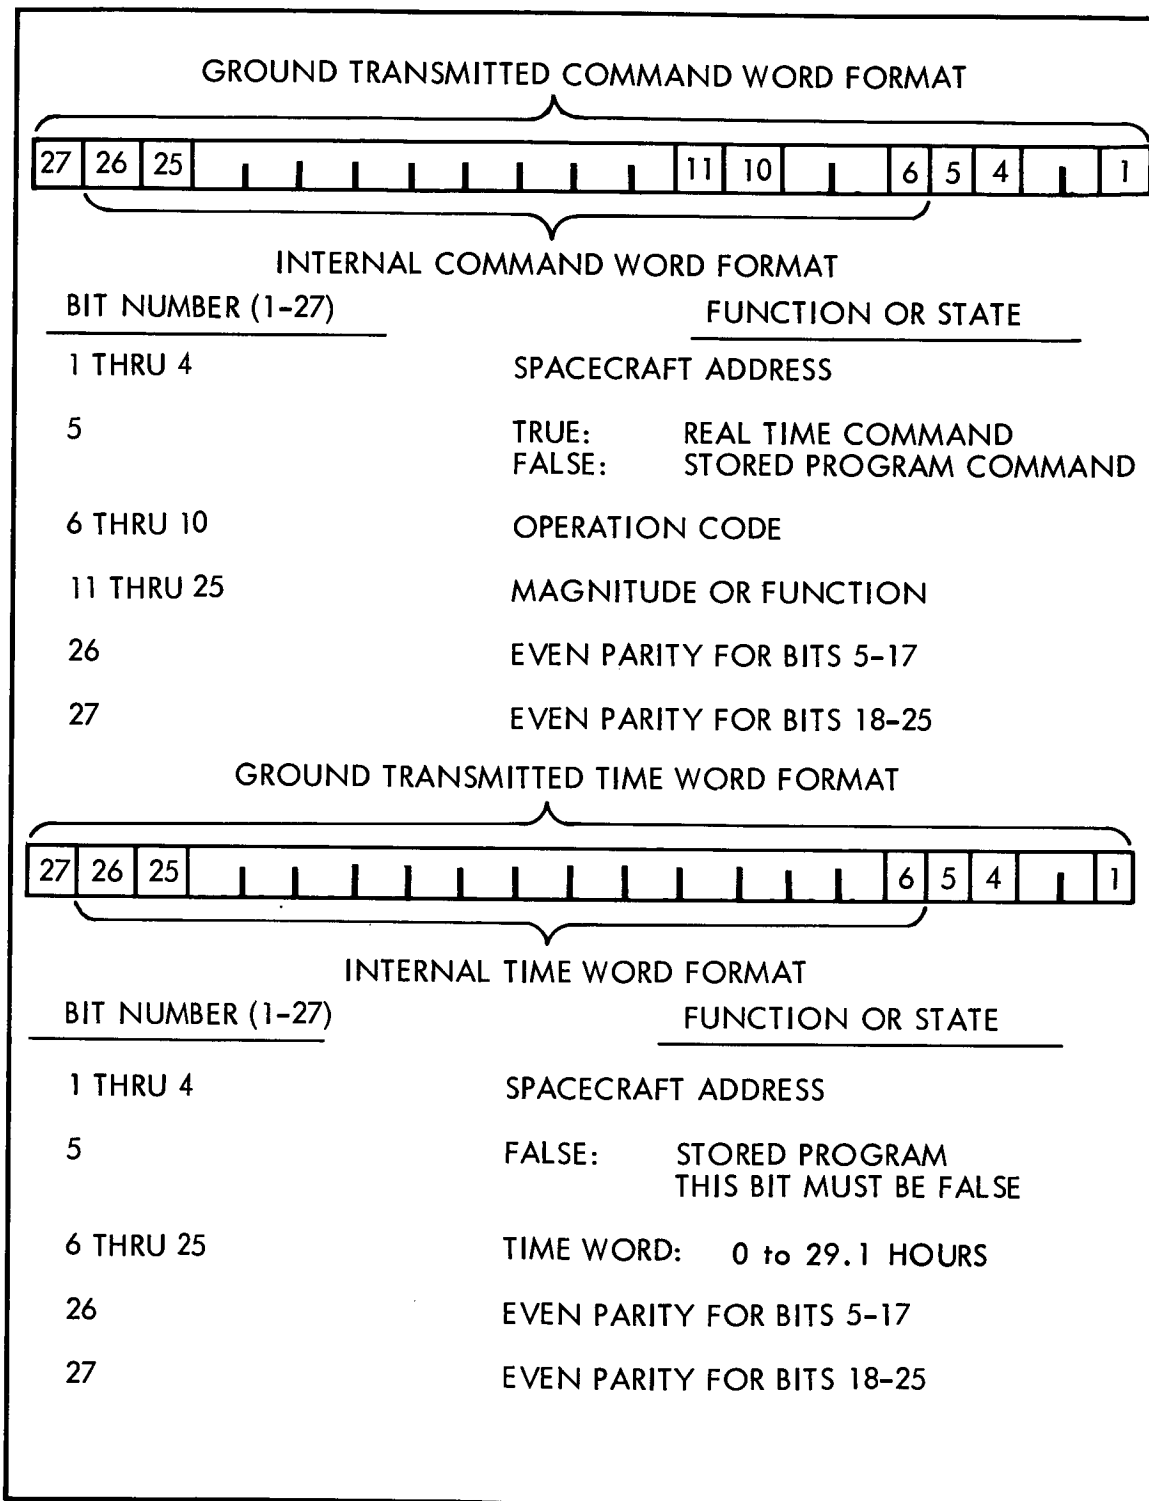 GROUND TRANSMITTED COMMAND WORD FORMAT
27 26 25 11 10 6 5 4 1
INTERNAL COMMAND WORD FORMAT
BIT NUMBER (1-27) FUNCTION OR STATE
1 THRU 4 SPACECRAFT ADDRESS
5 TRUE: REAL TIME COMMAND
FALSE: STORED PROGRAM COMMAND
6 THRU 10 OPERATION CODE
11 THRU 25 MAGNITUDE OR FUNCTION
26 EVEN PARITY FOR BITS 5-17
27 EVEN PARITY FOR BITS 18-25
GROUND TRANSMITTED TIME WORD FORMAT
27 26 25 6 5 4 1
INTERNAL TIME WORD FORMAT
BIT NUMBER (1-27) FUNCTION OR STATE
1 THRU 4 SPACECRAFT ADDRESS
5 FALSE: STORED PROGRAM
THIS BIT MUST BE FALSE
6 THRU 25 TIME WORD: 0 to 29.1 HOURS
26 EVEN PARITY FOR BITS 5-17
27 EVEN PARITY FOR BITS 18-25